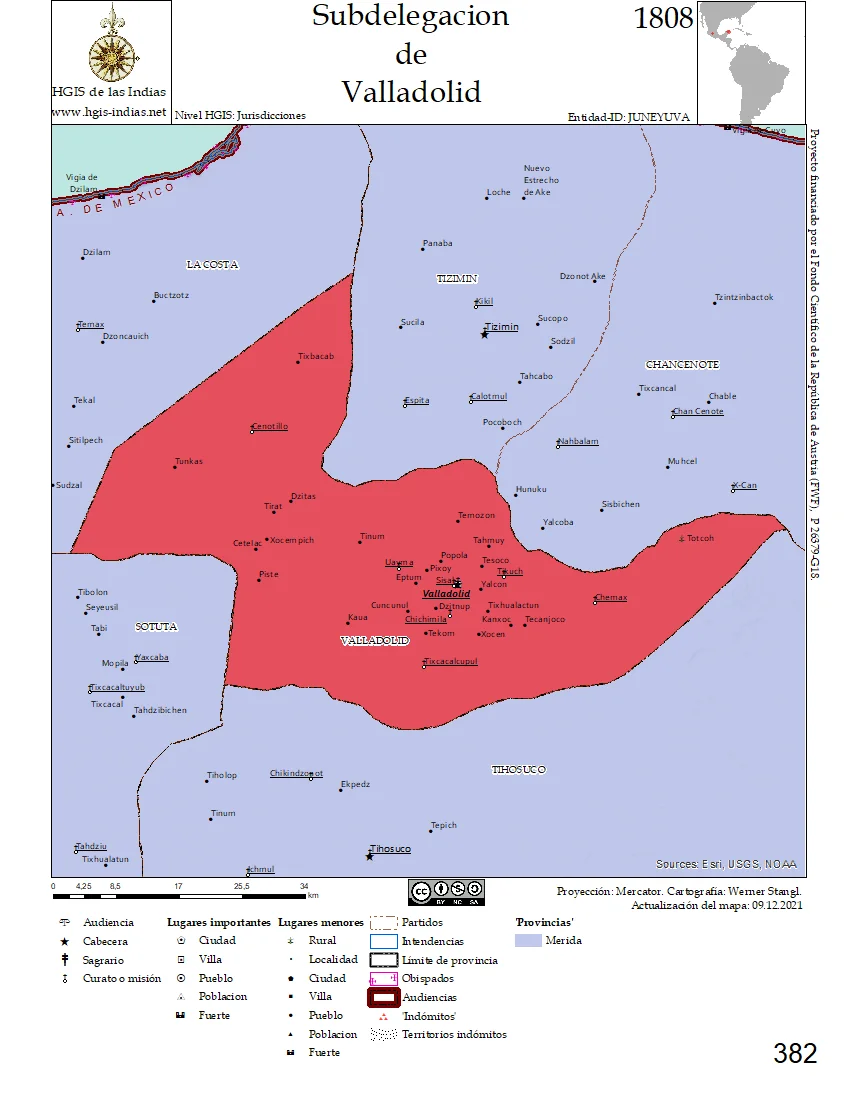 Subdelegacion
de
Valladolid
1808
HGIS de las Indias
www.hgis-indias.net
Nivel HGIS: Jurisdicciones
Entidad-ID: JUNEYUVA
Proyecto financiado por el Fondo Científico de la República de Austria (FWF), P 26379-G18.
Vigia de
Dzilam
A. DE MEXICO
Nuevo
Estrecho
de Ake
Loche
Panaba
Dzilam
LA COSTA
TIZIMIN
Dzonot Ake
Buctzotz
Kikil
Tzintzinbactok
Temax
Dzoncauich
Sucila
Tizimin
Sucopo
Sodzil
Tixbacab
CHANCENOTE
Tahcabo
Tixcancal
Chable
Tekal
Espita
Calotmul
Chan Cenote
Cenotillo
Pocoboch
Sitilpech
Nahbalam
Tunkas
Muhcel
Sudzal
Hunuku
X-Can
Dzitas
Tirat
Sisbichen
Temozon
Yalcoba
Cetelac
Xocempich
Tinum
Tahmuy
Totcoh
Popola
Uayma
Pixoy
Tesoco
Tikuch
Piste
Eptum
Sisal
Yalcon
Valladolid
Chemax
Tibolon
Seyeusil
Cuncunul
Dzitnup
Tixhualactun
Kaua
Chichimila
Kanxoc
Tecanjoco
Tabi
SOTUTA
VALLADOLID
Tekom
Xocen
Mopila
Yaxcaba
Tixcacalcupul
Tixcacaltuyub
Tixcacal
Tahdzibichen
TIHOSUCO
Tiholop
Chikindzonot
Ekpedz
Tinum
Tepich
Tahdziu
Tixhualatun
Tihosuco
Ichmul
Sources: Esri, USGS, NOAA
0 4,25 8,5 17 25,5 34
km
BY NC SA
Proyección: Mercator. Cartografía: Werner Stangl.
Actualización del mapa: 09.12.2021
Audiencia
Cabecera
Sagrario
Curato o misión
Lugares importantes
Ciudad
Villa
Pueblo
Poblacion
Fuerte
Lugares menores
Rural
Localidad
Ciudad
Villa
Pueblo
Poblacion
Fuerte
Partidos
Intendencias
Límite de provincia
Obispados
Audiencias
'Indómitos'
Territorios indómitos
'Provincias'
Merida
382